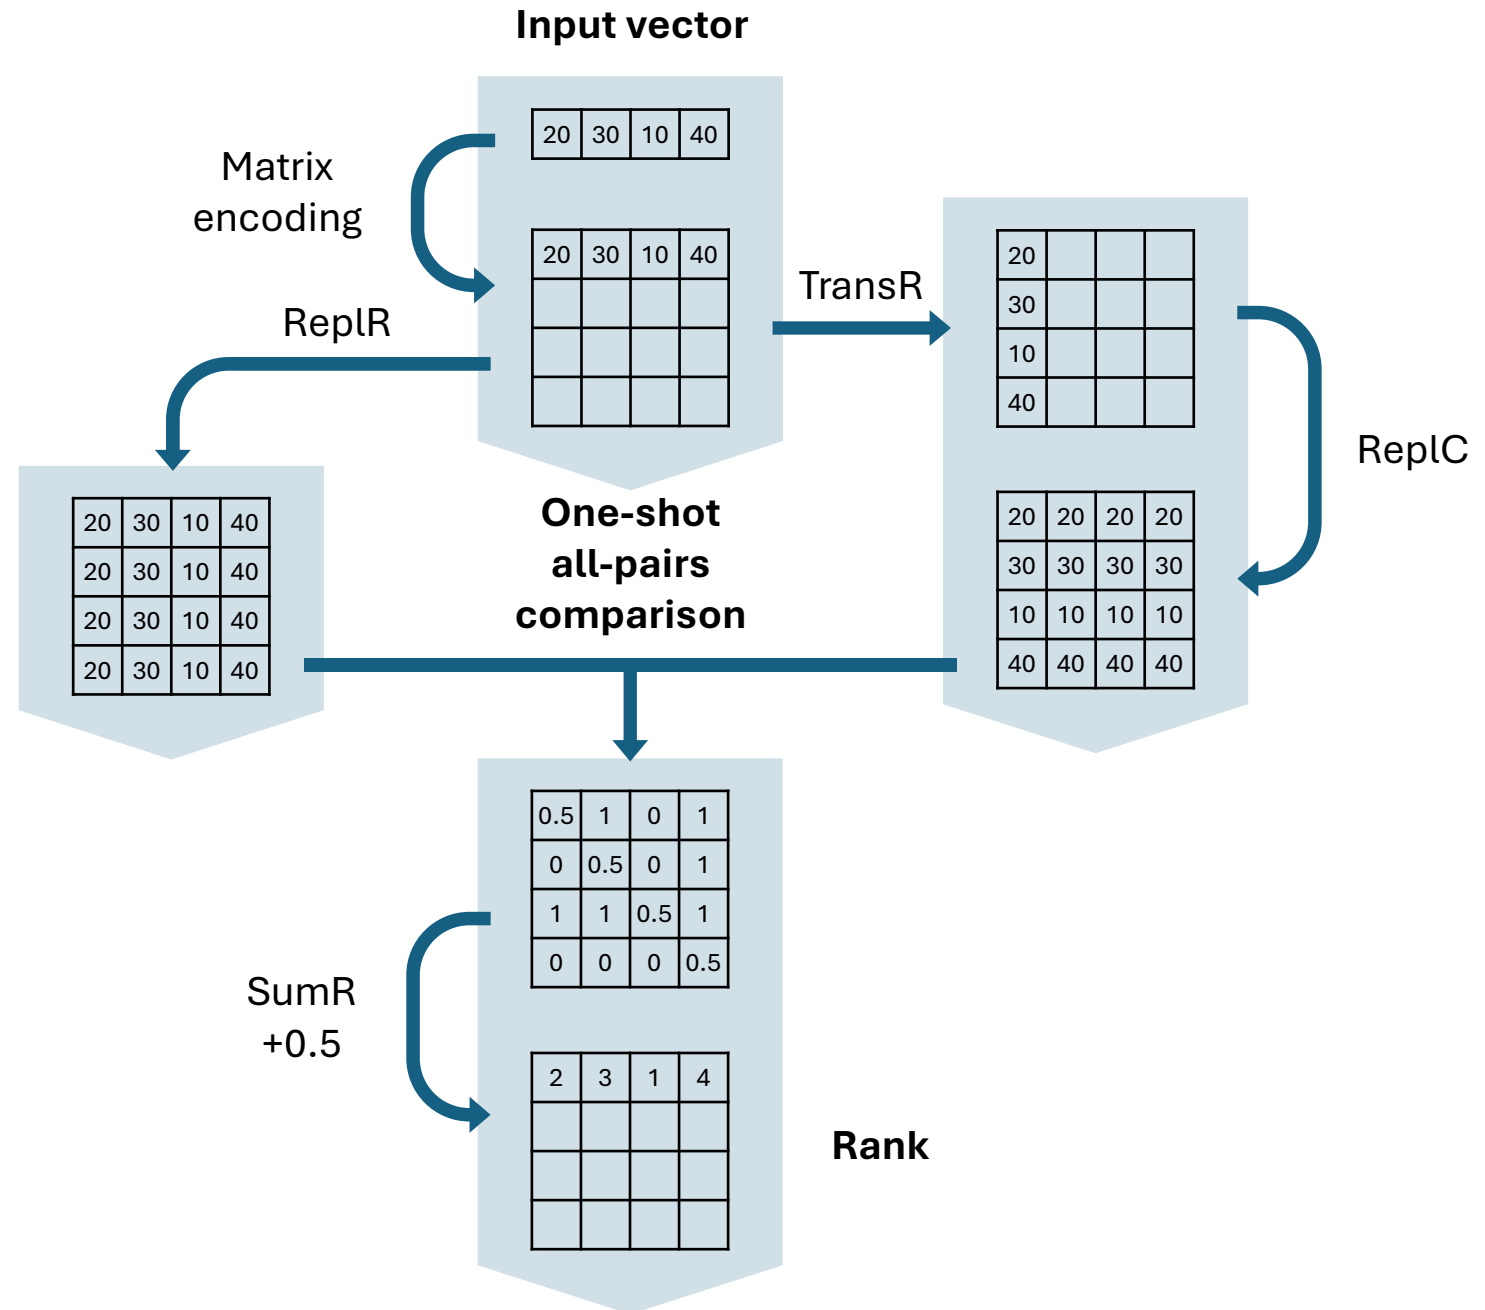 Input vector
20 30 10 40
Matrix
encoding
20 30 10 40
TransR
20
30
10
40
ReplR
ReplC
20 30 10 40
20 30 10 40
20 30 10 40
20 30 10 40
One-shot
all-pairs
comparison
20 20 20 20
30 30 30 30
10 10 10 10
40 40 40 40
0.5 1 0 1
0 0.5 0 1
1 1 0.5 1
0 0 0 0.5
SumR
+0.5
2 3 1 4
Rank